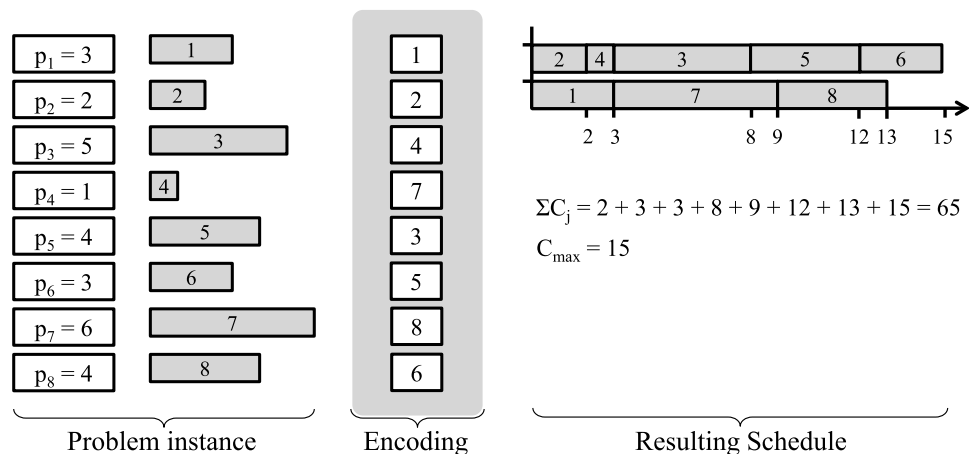 p₁ = 3
1
p₂ = 2
2
p₃ = 5
3
p₄ = 1
4
p₅ = 4
5
p₆ = 3
6
p₇ = 6
7
p₈ = 4
8
Problem instance
1
2
4
7
3
5
8
6
Encoding
2 4 3 5 6
1 7 8
2 3 8 9 12 13 15
ΣCⱼ = 2 + 3 + 3 + 8 + 9 + 12 + 13 + 15 = 65
Cmax = 15
Resulting Schedule